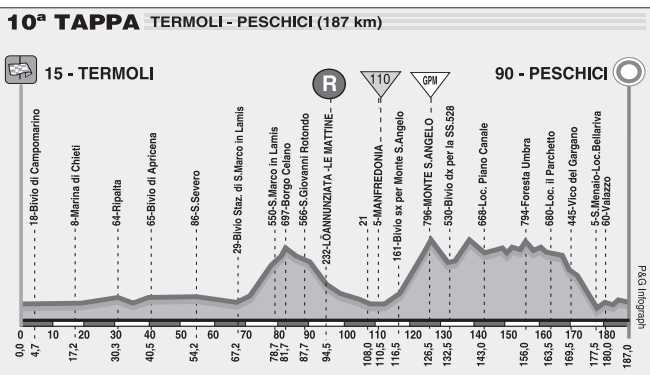 10ª TAPPA TERMOLI - PESCHICI (187 km)
15 - TERMOLI
R
110
GPM
90 - PESCHICI
18-Bivio di Campomarino
8-Marina di Chieti
64-Ripalta
65-Bivio di Apricena
86-S.Severo
29-Bivio Staz. di S.Marco in Lamis
550-S.Marco in Lamis
697-Borgo Celano
566-S.Giovanni Rotondo
232-LÒANNUNZIATA -LE MATTINE-
21
5-MANFREDONIA
161-Bivio sx per Monte S.Angelo
796-MONTE S.ANGELO
530-Bivio dx per la SS.528
668-Loc. Piano Canale
794-Foresta Umbra
680-Loc. il Parchetto
445-Vico del Gargano
5-S.Menaio-Loc.Bellariva
60-Valazzo
P&G Infograph
10 20 30 40 50 60 70 80 90 100 110 120 130 140 150 160 170 180
0,0 4,7 17,2 30,3 40,5 54,2 67,2 78,7 81,7 87,7 94,5 108,0 110,5 116,5 126,5 132,5 143,0 156,0 163,5 169,5 177,5 180,0 187,0